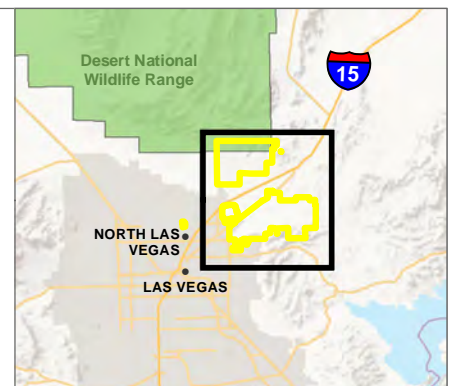 Desert National
Wildlife Range
15
NORTH LAS
VEGAS
LAS VEGAS